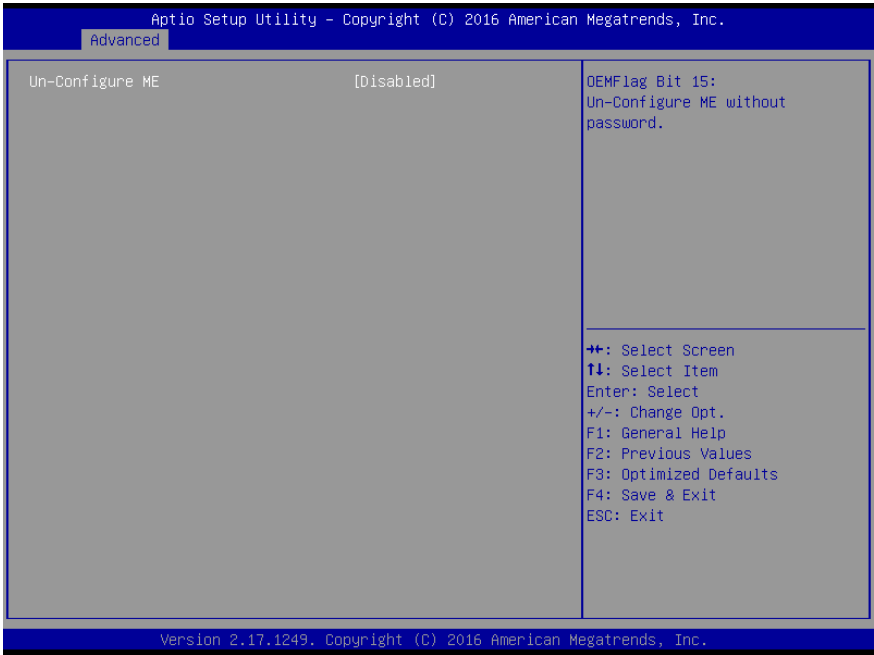 Aptio Setup Utility – Copyright (C) 2016 American Megatrends, Inc.
Advanced
Un–Configure ME [Disabled]
OEMFlag Bit 15:
Un–Configure ME without
password.
→←: Select Screen
↑↓: Select Item
Enter: Select
+/–: Change Opt.
F1: General Help
F2: Previous Values
F3: Optimized Defaults
F4: Save & Exit
ESC: Exit
Version 2.17.1249. Copyright (C) 2016 American Megatrends, Inc.